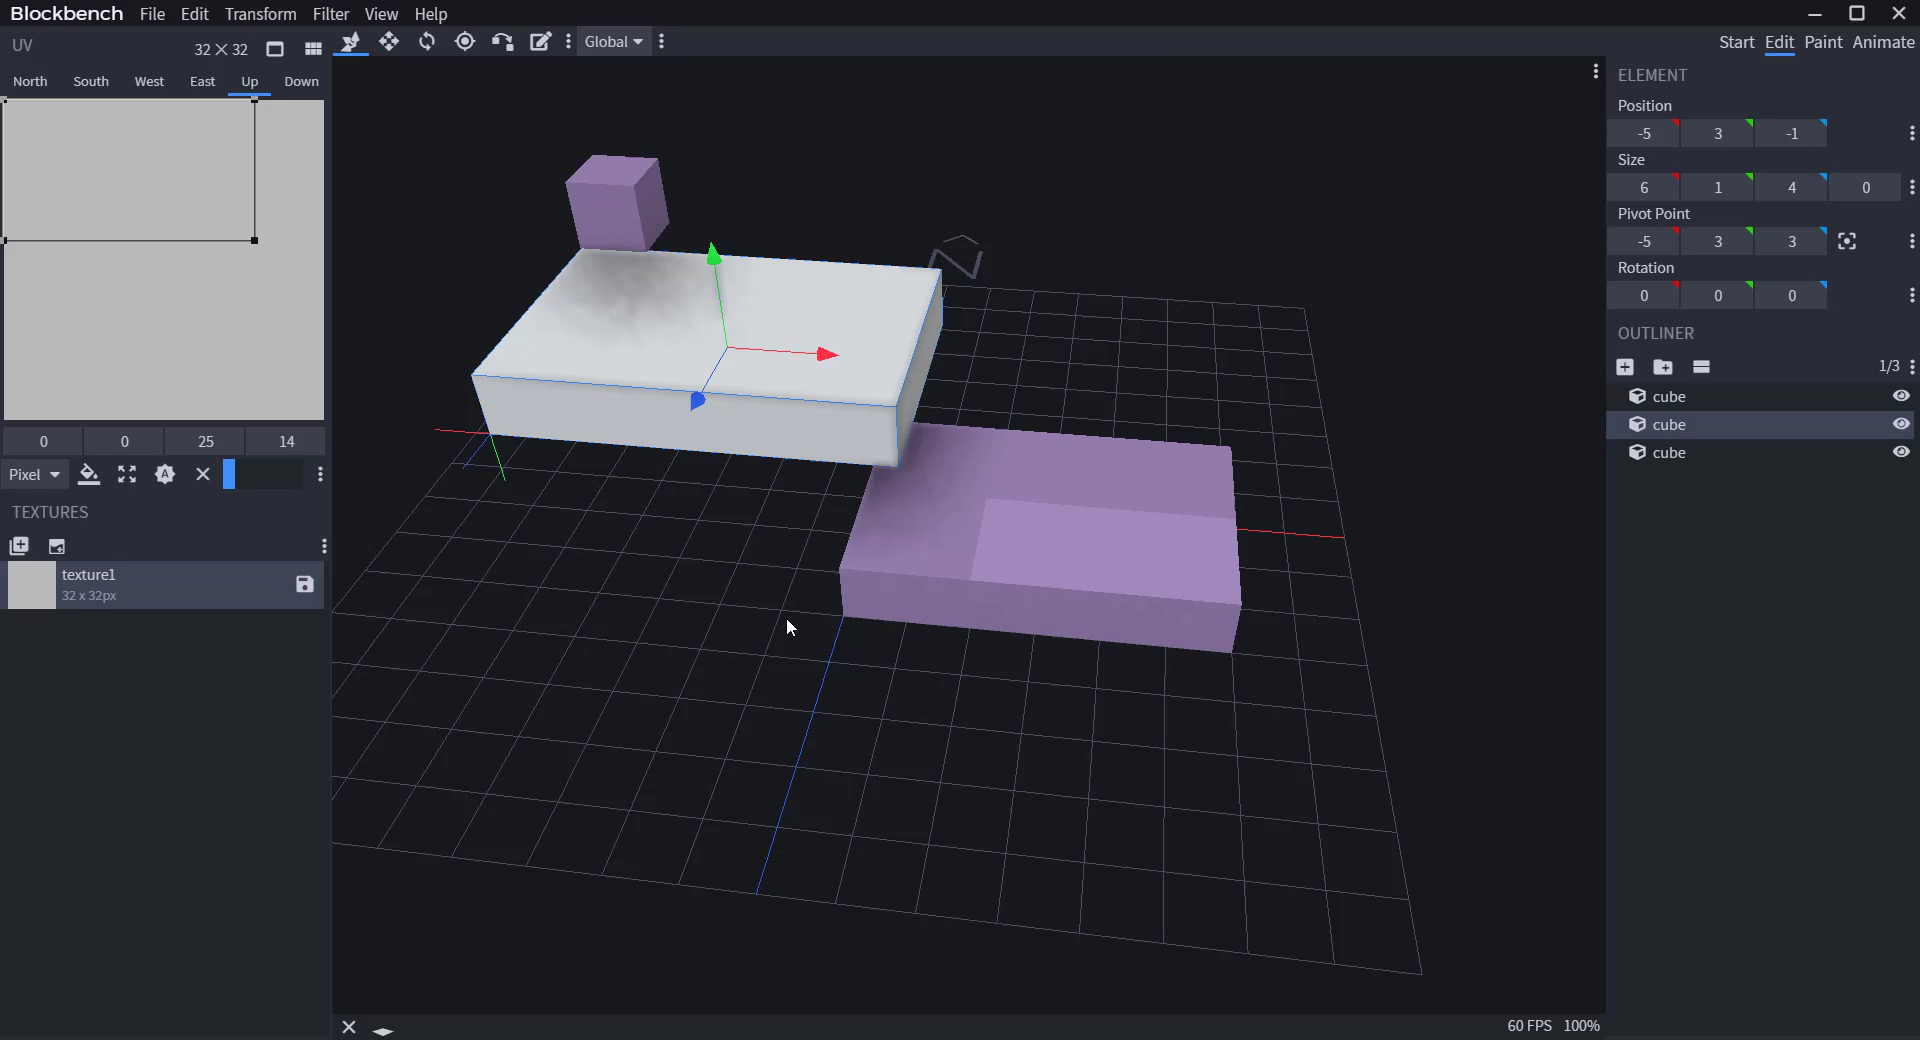 Blockbench File Edit Transform Filter View Help
UV 32×32
Global
Start Edit Paint Animate
North South West East Up Down
0 0 25 14
Pixel
TEXTURES
texture1
32 x 32px
N
ELEMENT
Position
-5 3 -1
Size
6 1 4 0
Pivot Point
-5 3 3
Rotation
0 0 0
OUTLINER
1/3
cube
cube
cube
60 FPS 100%